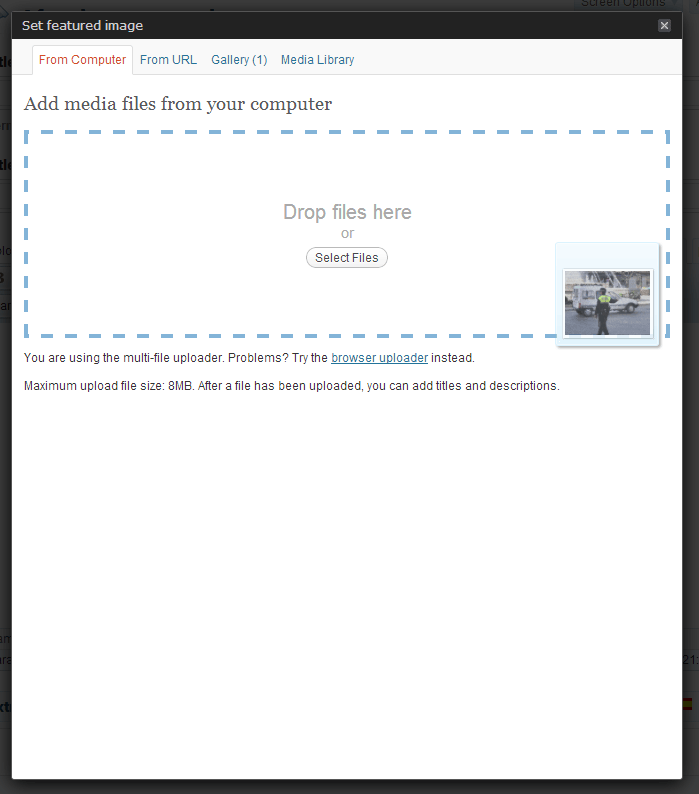 Screen Options
Set featured image
From Computer From URL Gallery (1) Media Library
Add media files from your computer
Drop files here
or
Select Files
You are using the multi-file uploader. Problems? Try the browser uploader instead.
Maximum upload file size: 8MB. After a file has been uploaded, you can add titles and descriptions.
21: